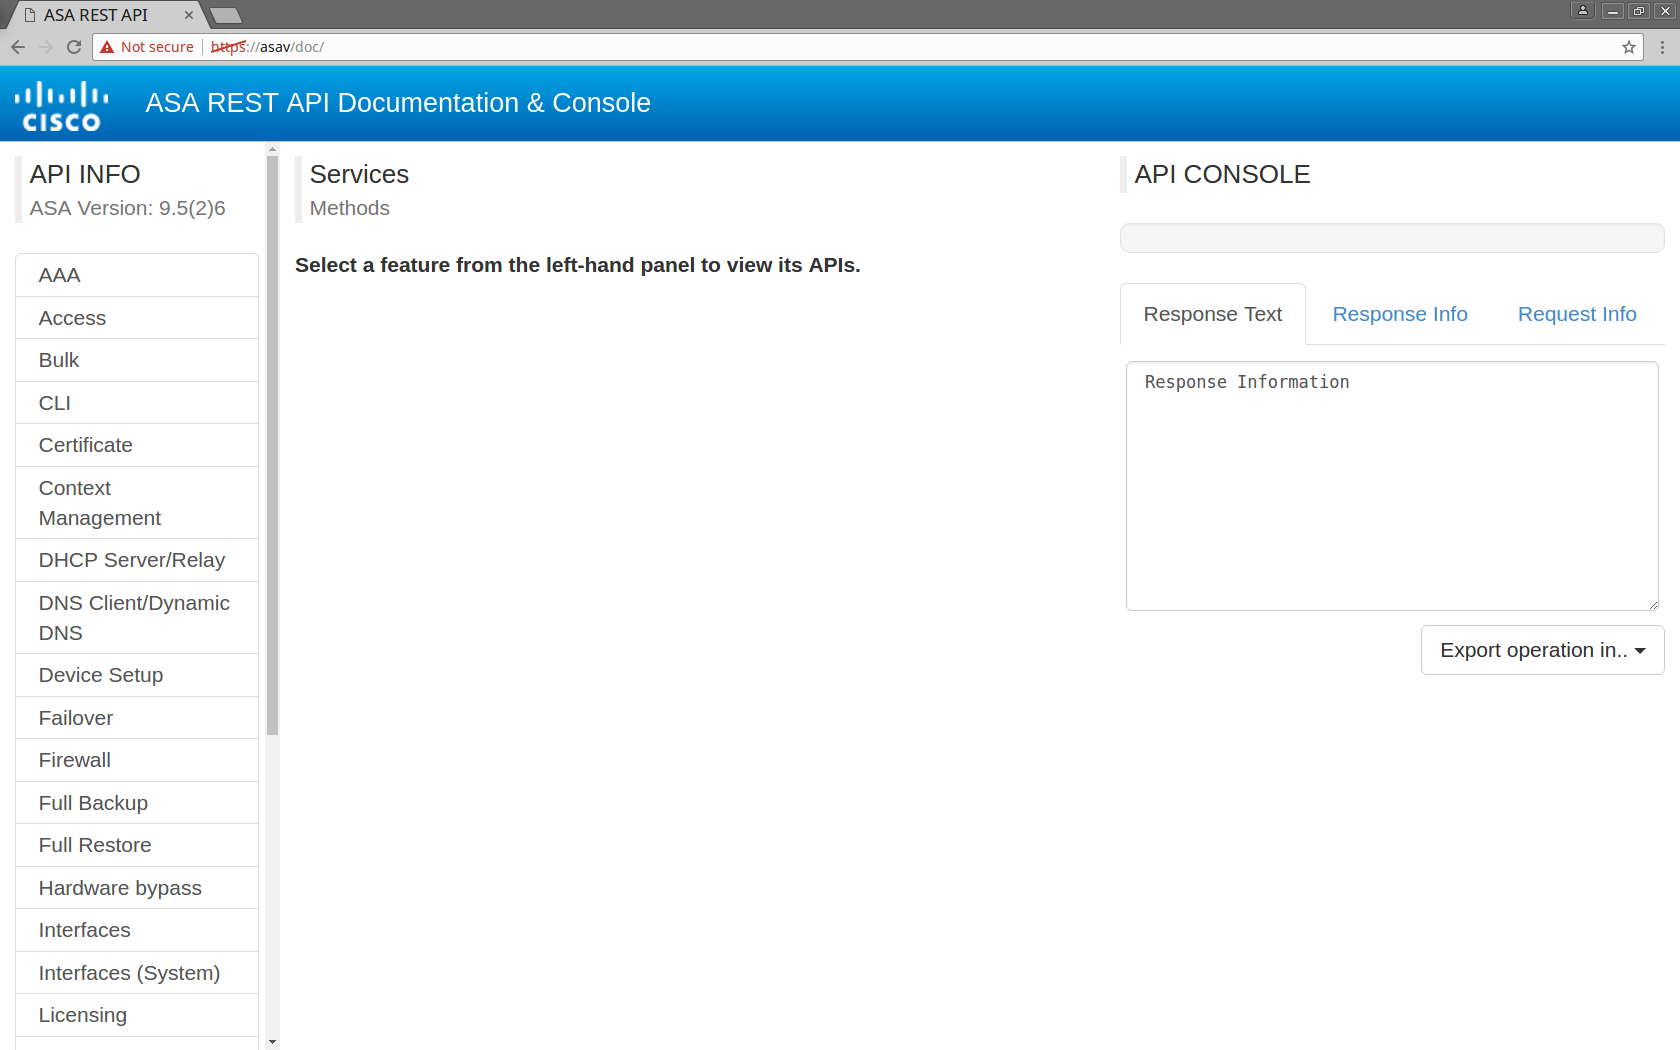 ASA REST API
Not secure https://asav/doc/
CISCO
ASA REST API Documentation & Console
API INFO
ASA Version: 9.5(2)6
AAA
Access
Bulk
CLI
Certificate
Context
Management
DHCP Server/Relay
DNS Client/Dynamic
DNS
Device Setup
Failover
Firewall
Full Backup
Full Restore
Hardware bypass
Interfaces
Interfaces (System)
Licensing
Services
Methods
Select a feature from the left-hand panel to view its APIs.
API CONSOLE
Response Text Response Info Request Info
Response Information
Export operation in..